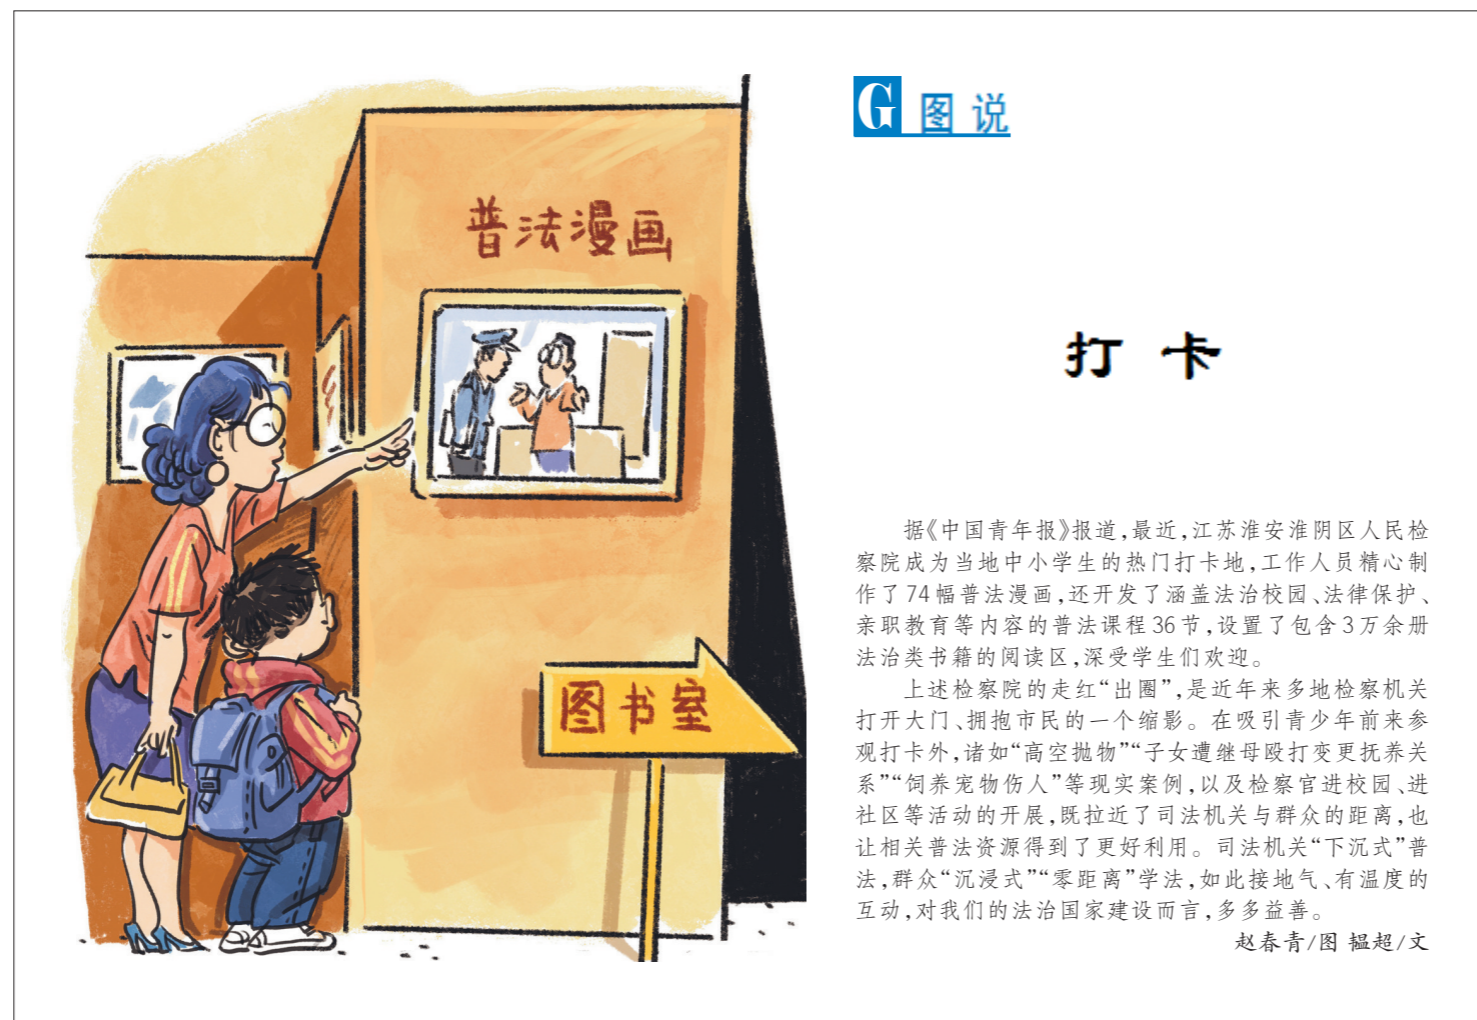 普法漫画
图书室
G 图说
打卡
据《中国青年报》报道,最近,江苏淮安淮阴区人民检
察院成为当地中小学生的热门打卡地,工作人员精心制
作了74幅普法漫画,还开发了涵盖法治校园、法律保护、
亲职教育等内容的普法课程36节,设置了包含3万余册
法治类书籍的阅读区,深受学生们欢迎。
上述检察院的走红“出圈”,是近年来多地检察机关
打开大门、拥抱市民的一个缩影。在吸引青少年前来参
观打卡外,诸如“高空抛物”“子女遭继母殴打变更抚养关
系”“饲养宠物伤人”等现实案例,以及检察官进校园、进
社区等活动的开展,既拉近了司法机关与群众的距离,也
让相关普法资源得到了更好利用。司法机关“下沉式”普
法,群众“沉浸式”“零距离”学法,如此接地气、有温度的
互动,对我们的法治国家建设而言,多多益善。
赵春青/图 韫超/文